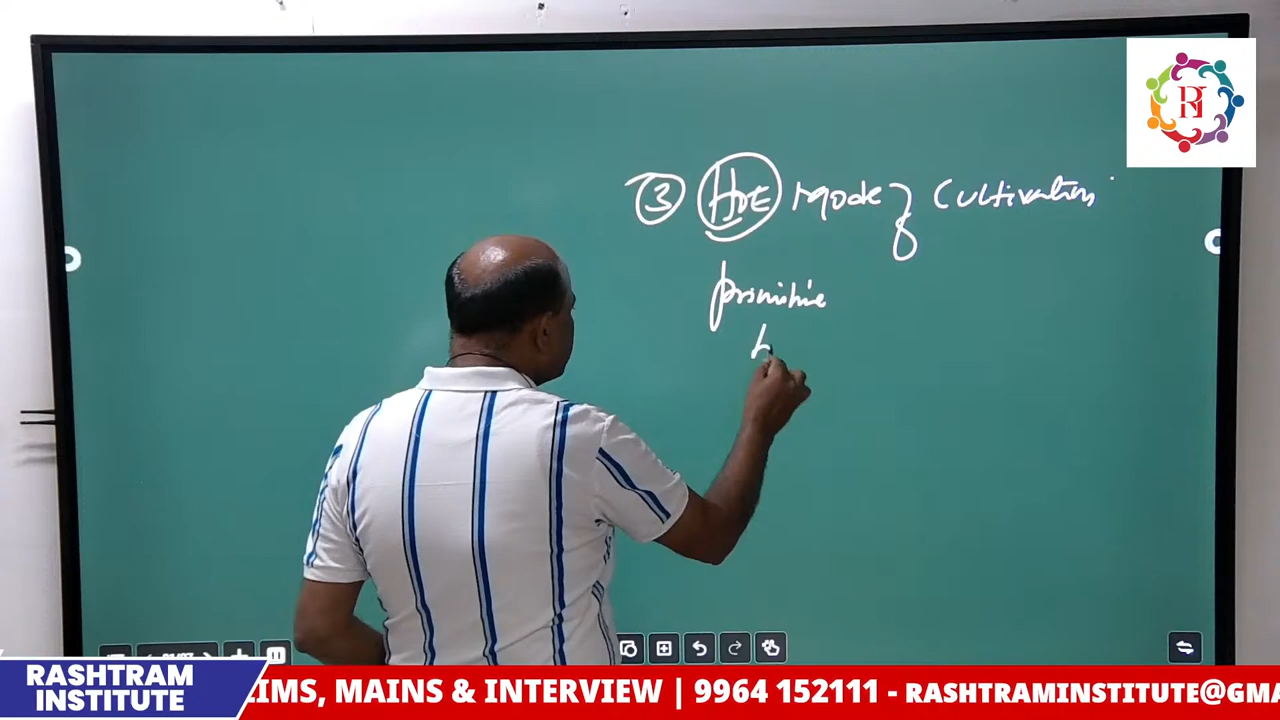 ③ HOE Mode of Cultivation
primitive
L
RASHTRAM INSTITUTE
IMS, MAINS & INTERVIEW | 9964 152111 - RASHTRAMINSTITUTE@GMA